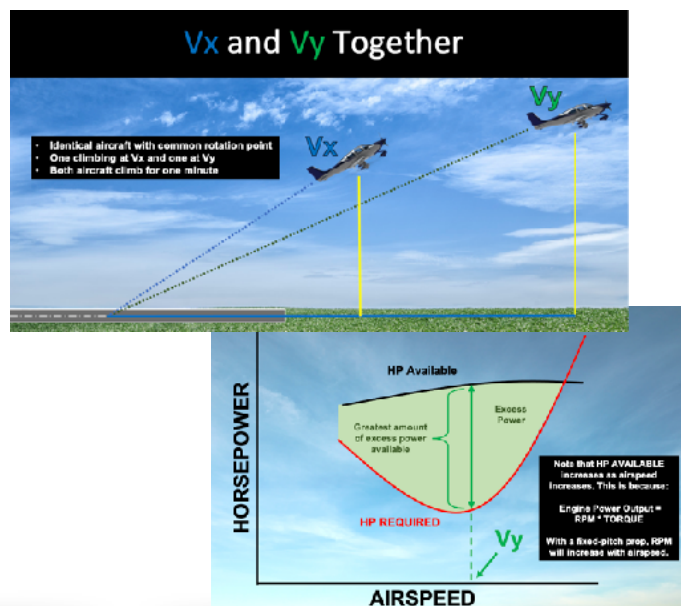 Vx and Vy Together
• Identical aircraft with common rotation point
• One climbing at Vx and one at Vy
• Both aircraft climb for one minute
Vx
Vy
HORSEPOWER
HP Available
Greatest amount
of excess power
available
Excess
Power
HP REQUIRED
Vy
Note that HP AVAILABLE
increases as airspeed
increases. This is because:
Engine Power Output =
RPM * TORQUE
With a fixed-pitch prop, RPM
will increase with airspeed.
AIRSPEED